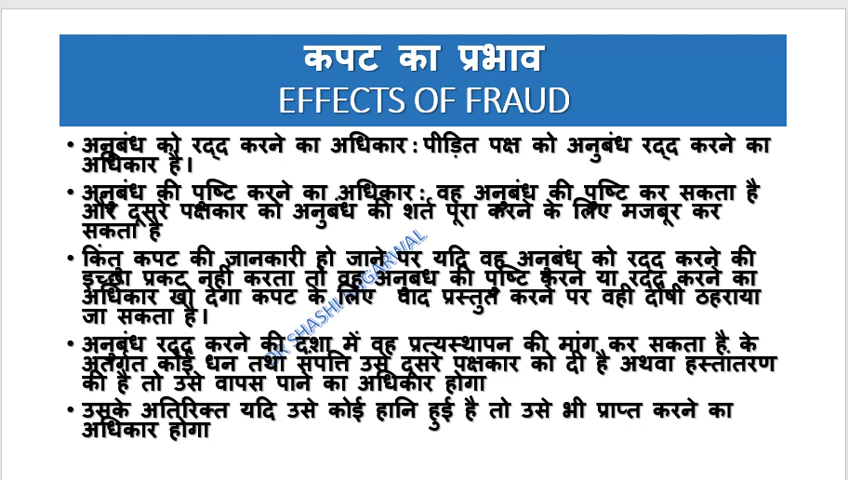 कपट का प्रभाव
EFFECTS OF FRAUD
• अनुबंध को रद्द करने का अधिकार : पीड़ित पक्ष को अनुबंध रद्द करने का
अधिकार है।
• अनुबंध की पुष्टि करने का अधिकार : वह अनुबंध की पुष्टि कर सकता है
और दूसरे पक्षकार को अनुबंध की शर्त पूरा करने के लिए मजबूर कर
सकता है
• किंतु कपट की जानकारी हो जाने पर यदि वह अनुबंध को रद्द करने की
इच्छा प्रकट नहीं करता तो वह अनुबंध की पुष्टि करने या रद्द करने का
अधिकार खो देगा कपट के लिए वाद प्रस्तुत करने पर वही दोषी ठहराया
जा सकता है।
• अनुबंध रद्द करने की दशा में वह प्रत्यस्थापन की मांग कर सकता है के
अंतर्गत कोई धन तथा संपत्ति उसे दूसरे पक्षकार को दी है अथवा हस्तांतरण
की है तो उसे वापस पाने का अधिकार होगा
• उसके अतिरिक्त यदि उसे कोई हानि हुई है तो उसे भी प्राप्त करने का
अधिकार होगा
DR SHASHI AGGARWAL